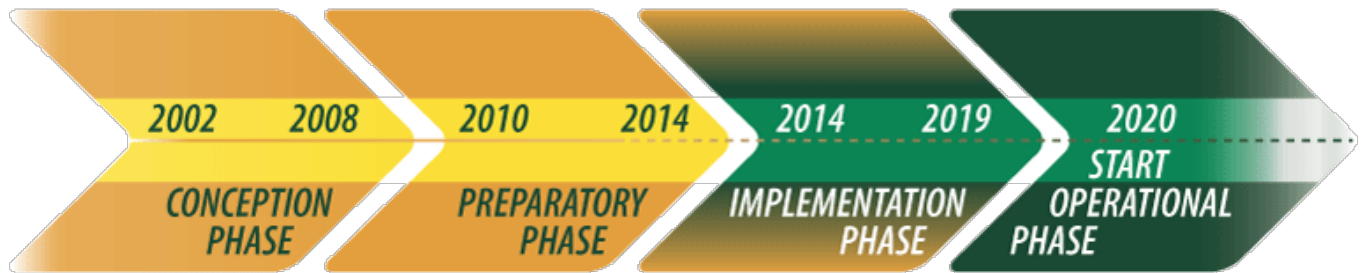 2002 2008 2010 2014 2014 2019 2020
START
CONCEPTION PREPARATORY IMPLEMENTATION OPERATIONAL
PHASE PHASE PHASE PHASE